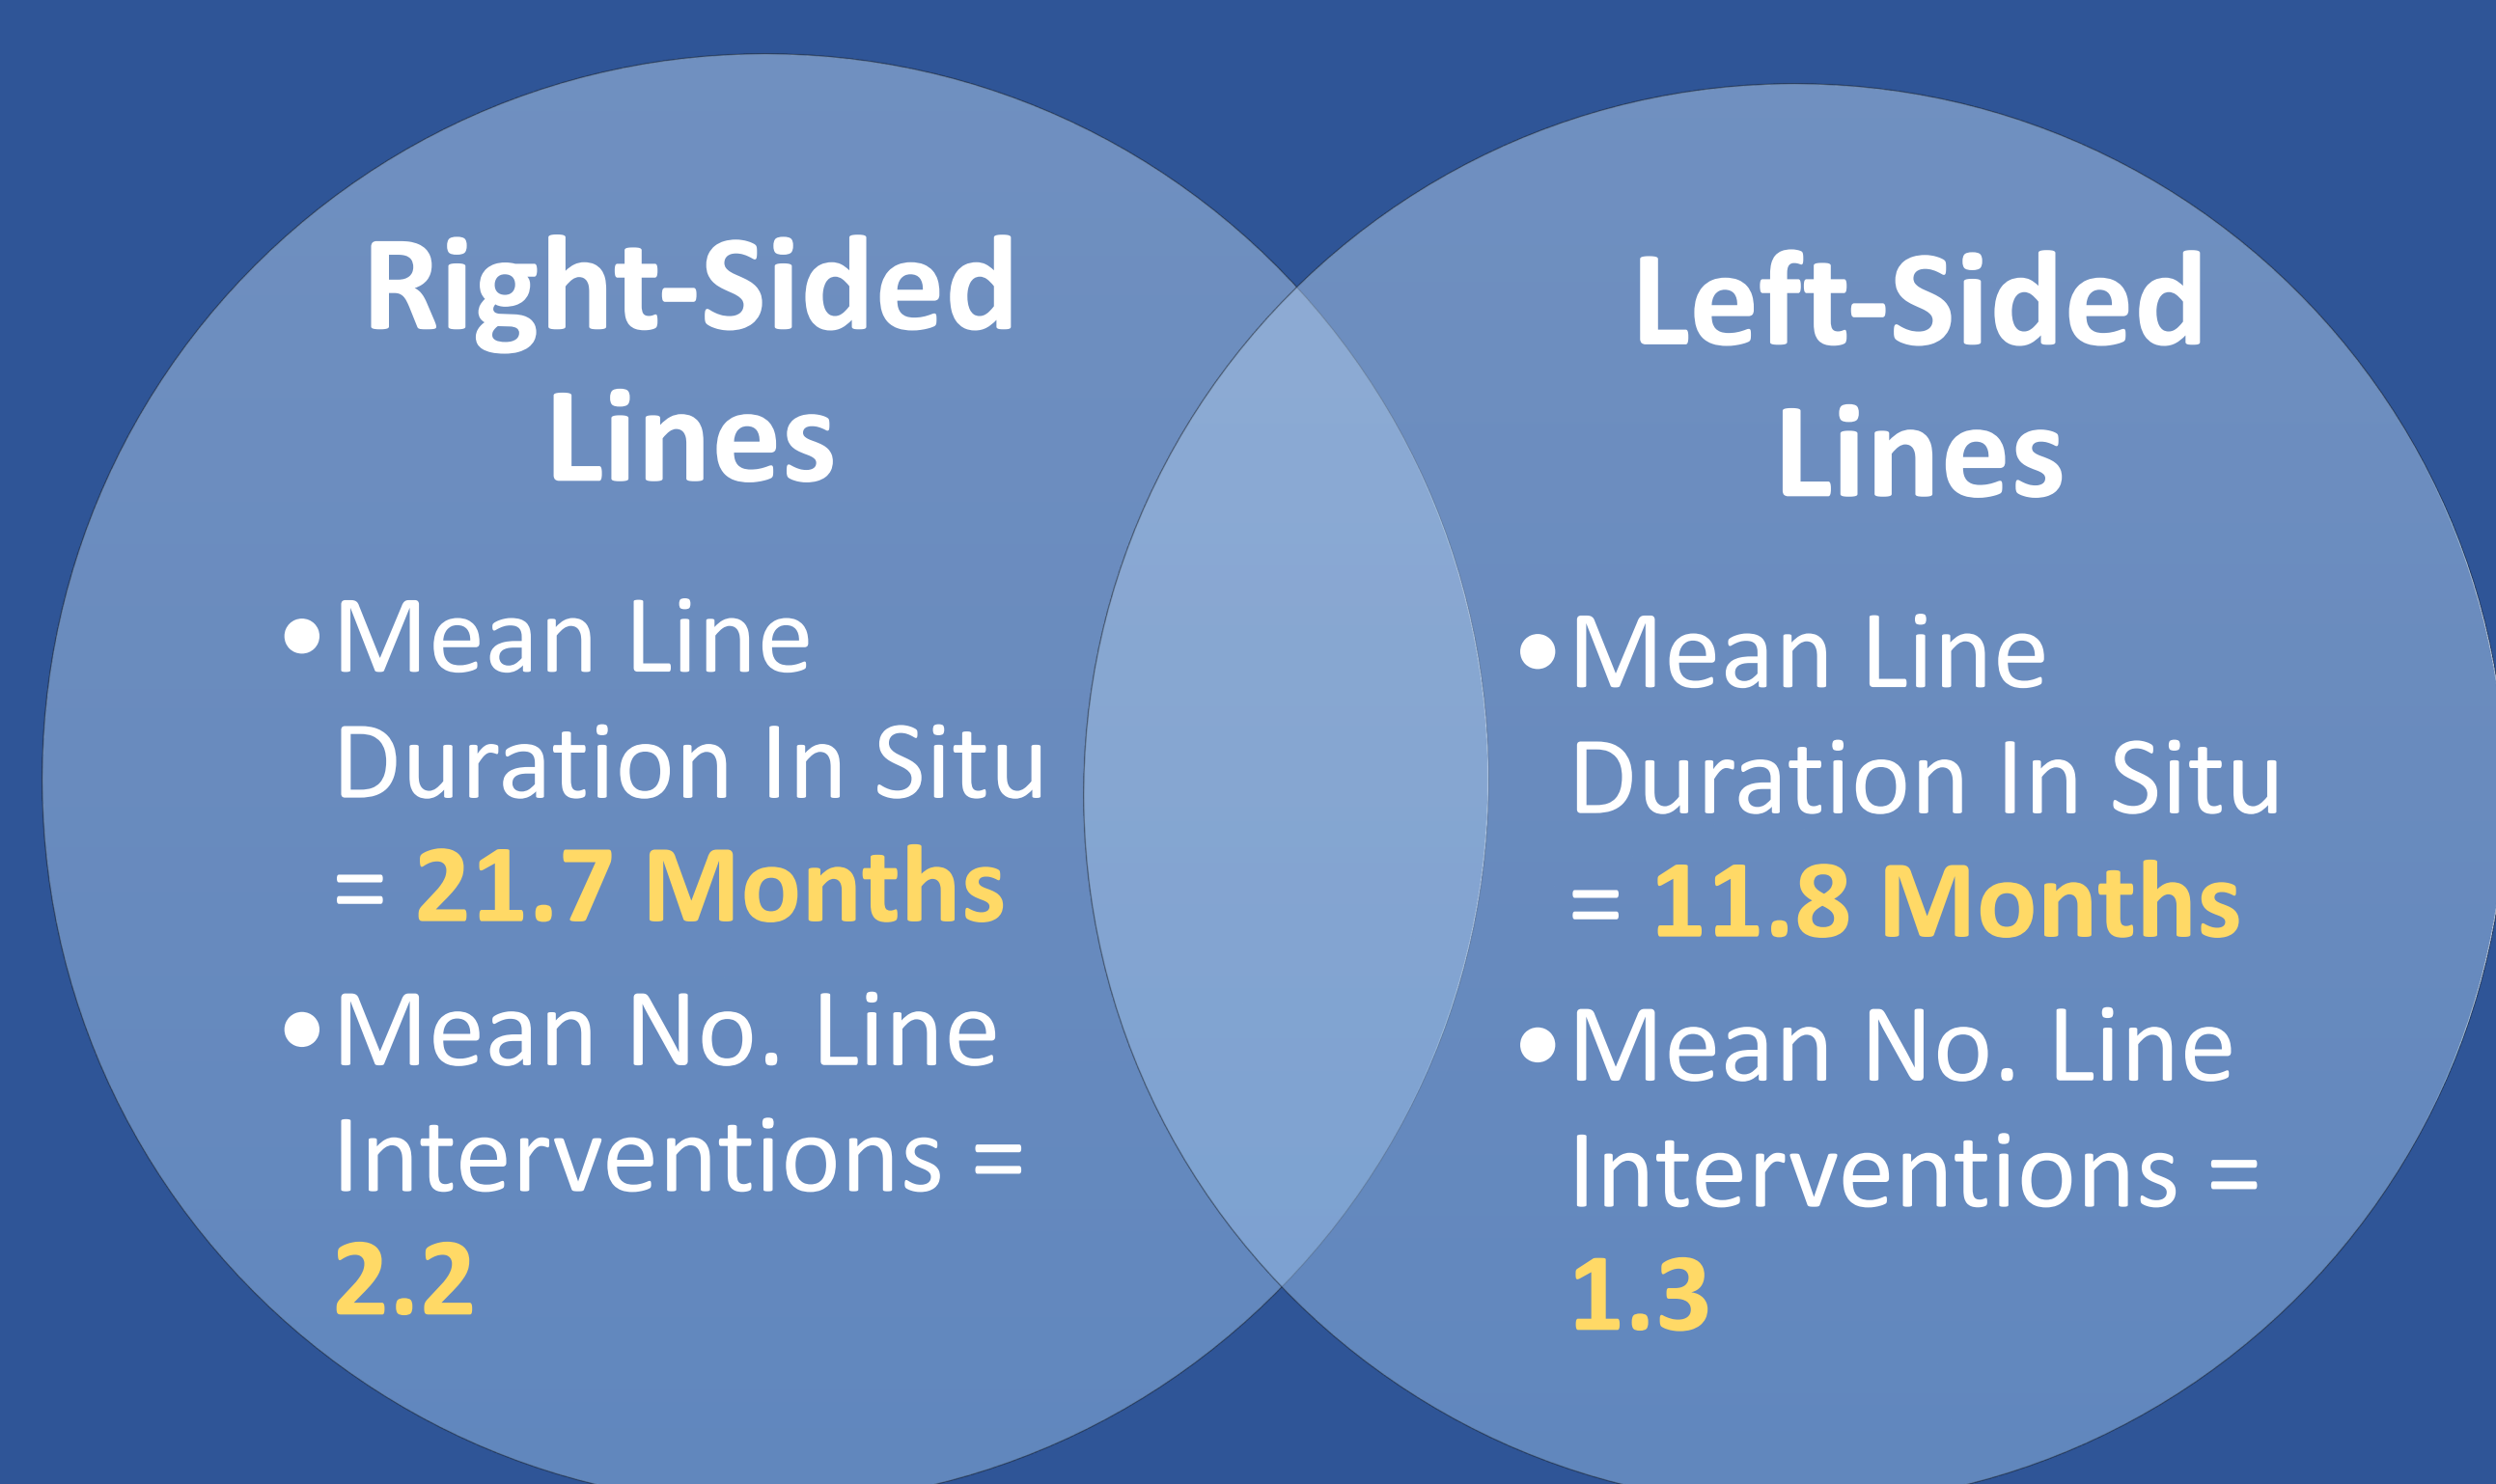 Right-Sided
Lines
•Mean Line
Duration In Situ
= 21.7 Months
•Mean No. Line
Interventions =
2.2
Left-Sided
Lines
•Mean Line
Duration In Situ
= 11.8 Months
•Mean No. Line
Interventions =
1.3